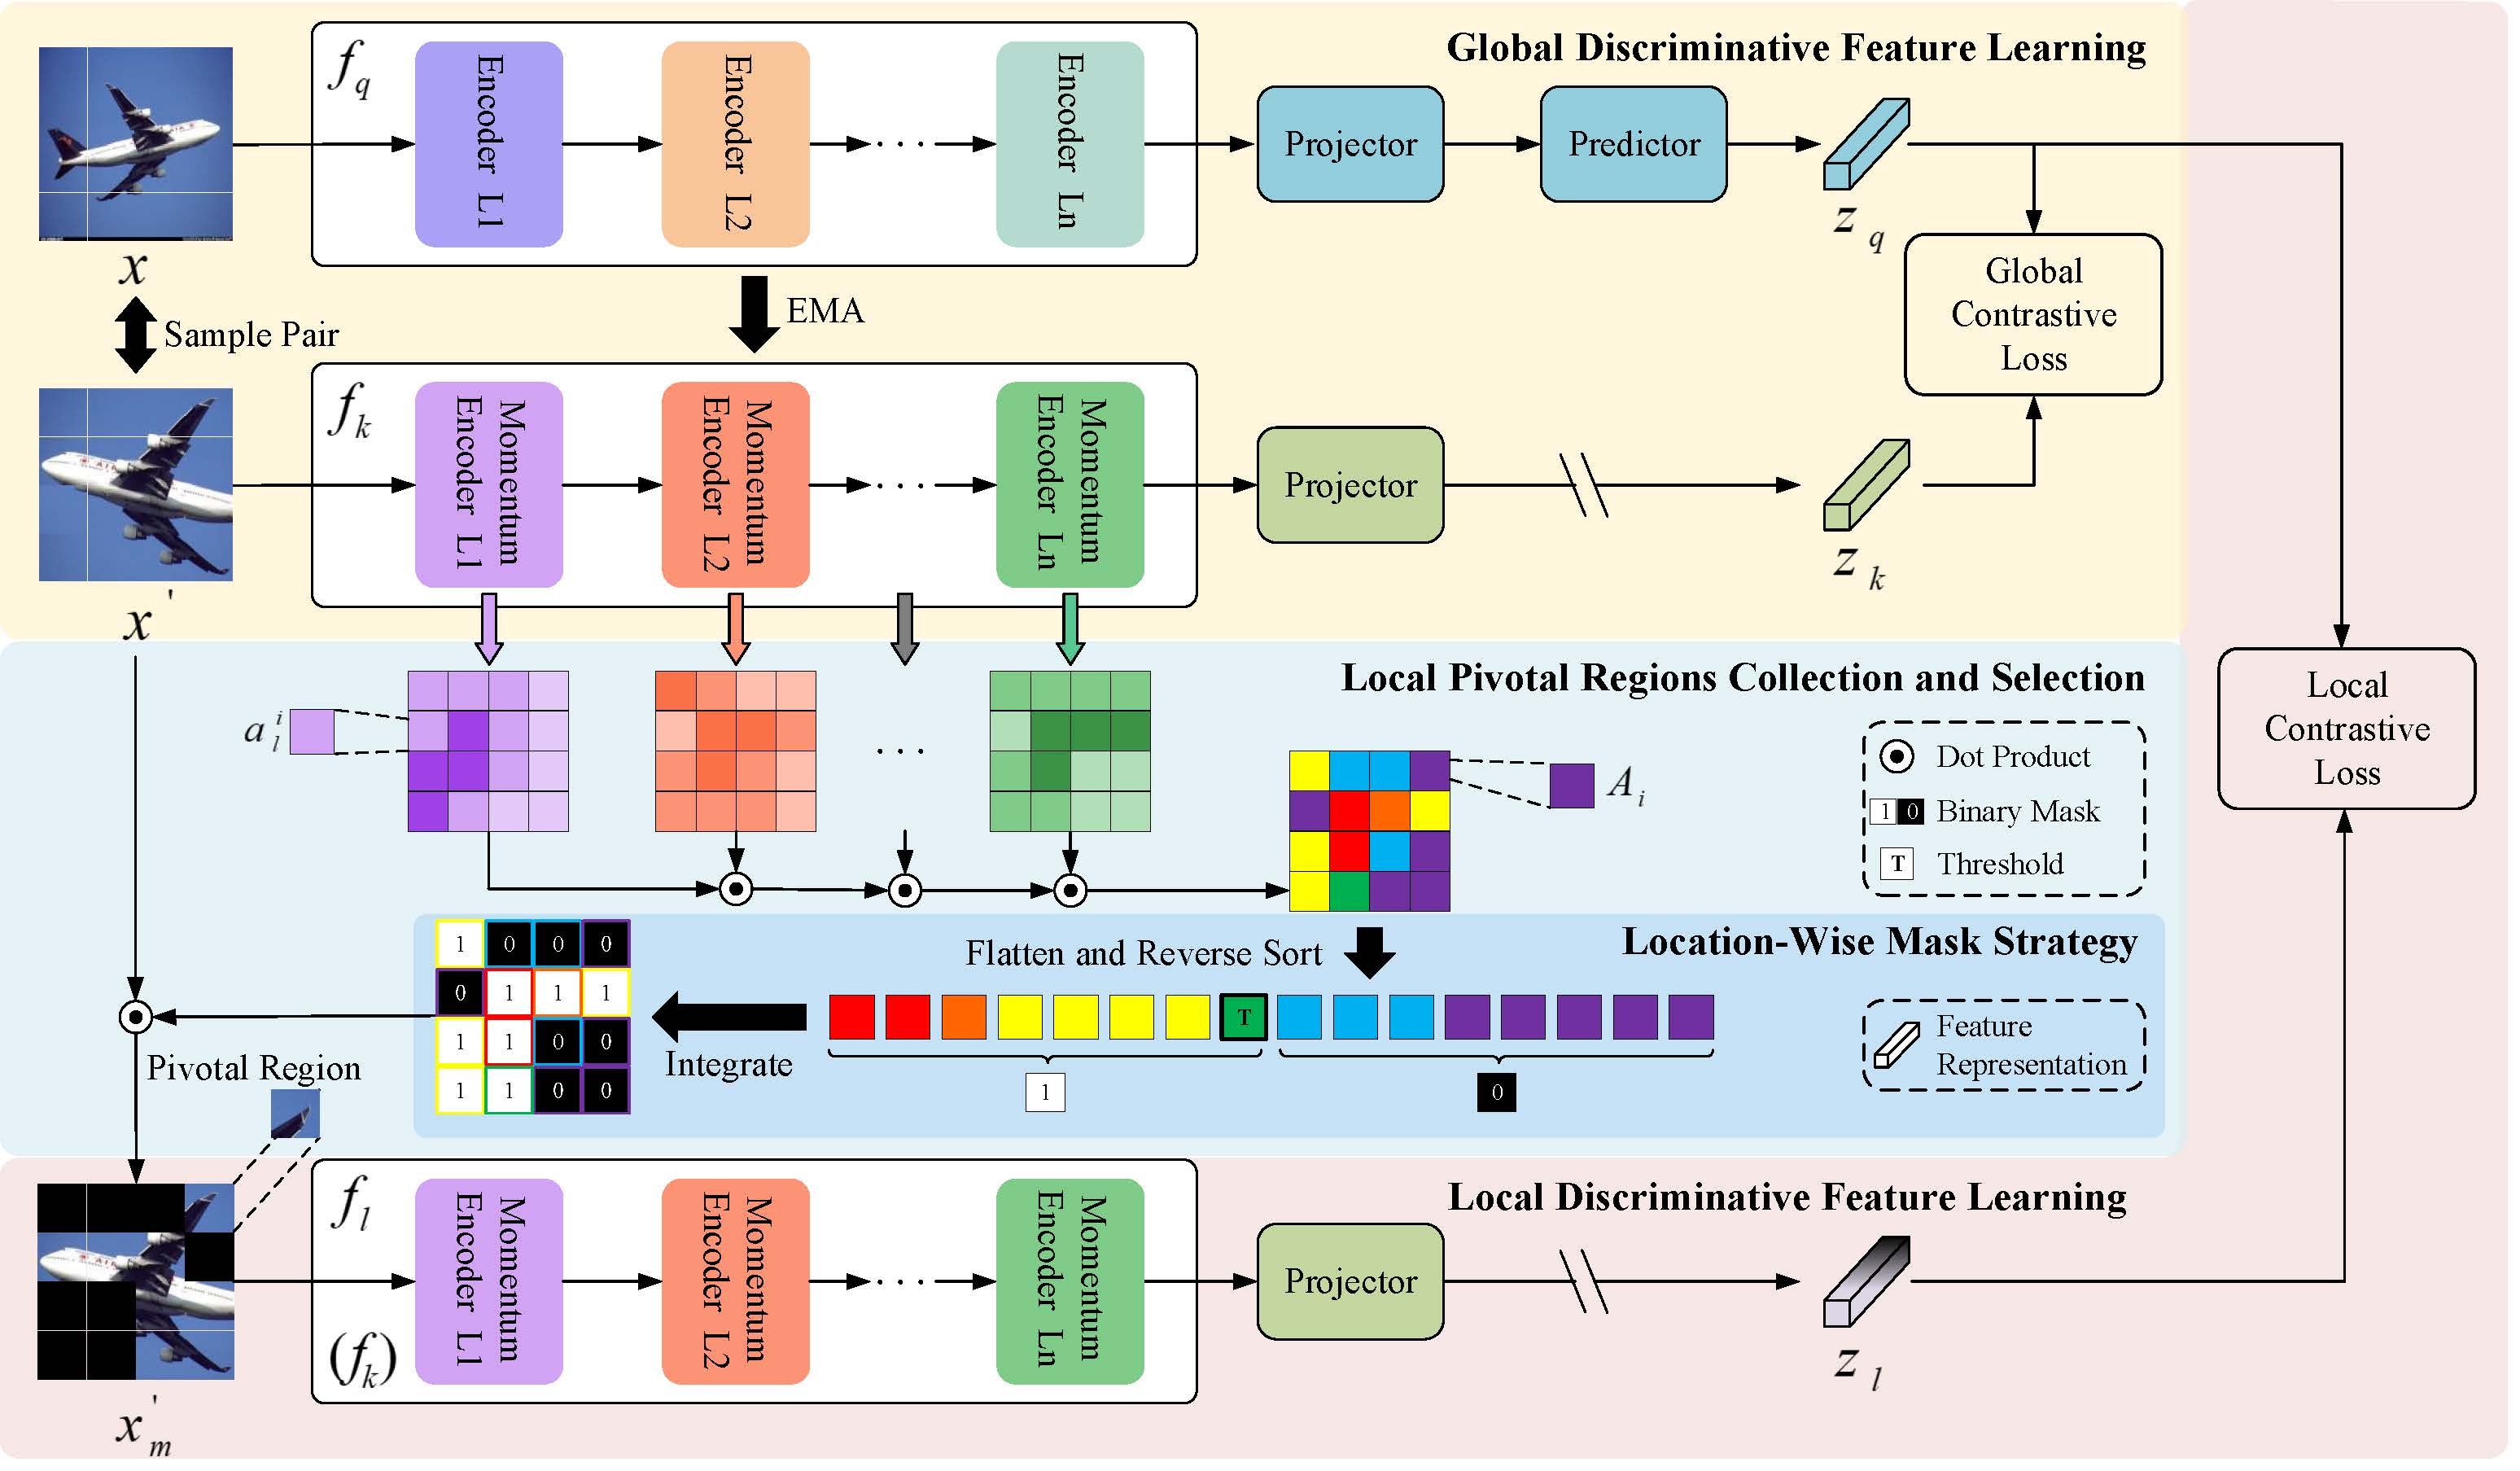 Global Discriminative Feature Learning
f_q
Encoder L1
Encoder L2
· · ·
Encoder Ln
Projector
Predictor
z_q
x
Sample Pair
EMA
Global
Contrastive
Loss
f_k
Momentum
Encoder L1
Momentum
Encoder L2
· · ·
Momentum
Encoder Ln
Projector
z_k
x'
Local Pivotal Regions Collection and Selection
a_l^i
· · ·
A_i
Dot Product
1 0 Binary Mask
T Threshold
Local
Contrastive
Loss
Location-Wise Mask Strategy
Flatten and Reverse Sort
1 0 0 0
0 1 1 1
1 1 0 0
1 1 0 0
Integrate
T
1
0
Feature
Representation
Pivotal Region
Local Discriminative Feature Learning
f_l
(f_k)
Momentum
Encoder L1
Momentum
Encoder L2
· · ·
Momentum
Encoder Ln
Projector
z_l
x'_m